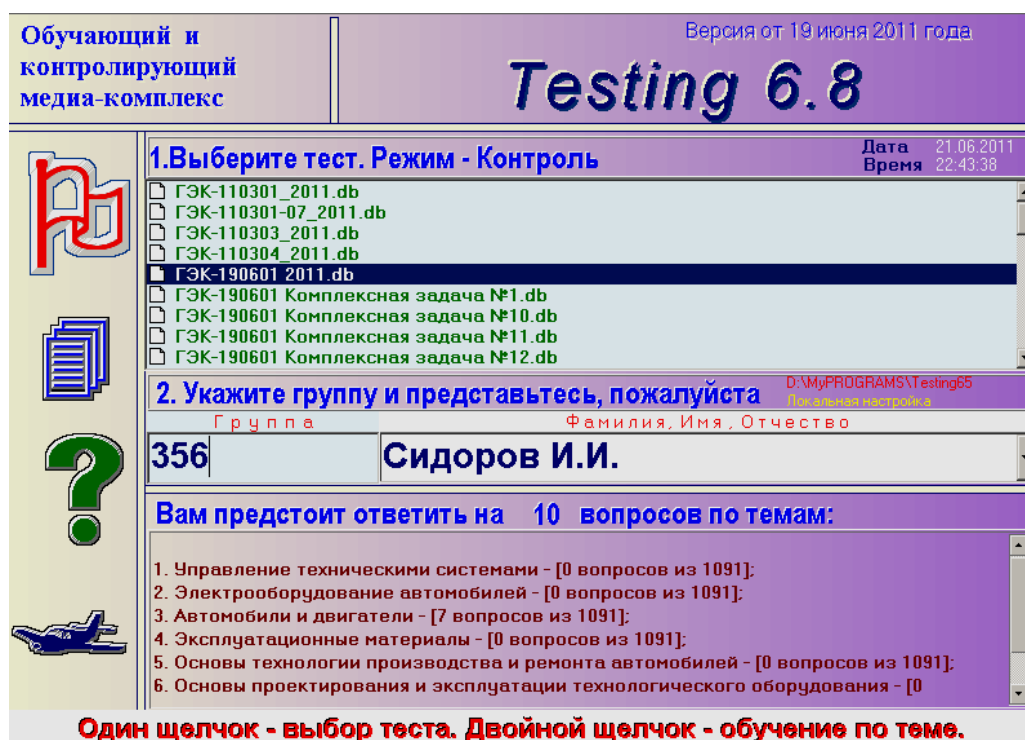 Обучающий и
контролирующий
медиа-комплекс
Версия от 19 июня 2011 года
Testing 6.8
1.Выберите тест. Режим - Контроль
Дата 21.06.2011
Время 22:43:38
ГЭК-110301_2011.db
ГЭК-110301-07_2011.db
ГЭК-110303_2011.db
ГЭК-110304_2011.db
ГЭК-190601 2011.db
ГЭК-190601 Комплексная задача №1.db
ГЭК-190601 Комплексная задача №10.db
ГЭК-190601 Комплексная задача №11.db
ГЭК-190601 Комплексная задача №12.db
2. Укажите группу и представьтесь, пожалуйста
D:\MyPROGRAMS\Testing65
Локальная настройка
Группа
Фамилия, Имя, Отчество
356
Сидоров И.И.
Вам предстоит ответить на 10 вопросов по темам:
1. Управление техническими системами - [0 вопросов из 1091];
2. Электрооборудование автомобилей - [0 вопросов из 1091];
3. Автомобили и двигатели - [7 вопросов из 1091];
4. Эксплуатационные материалы - [0 вопросов из 1091];
5. Основы технологии производства и ремонта автомобилей - [0 вопросов из 1091];
6. Основы проектирования и эксплуатации технологического оборудования - [0
Один щелчок - выбор теста. Двойной щелчок - обучение по теме.